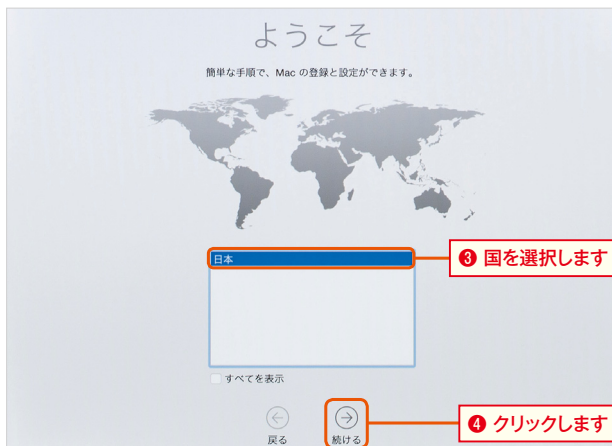 ようこそ
簡単な手順で、Mac の登録と設定ができます。
日本
❸ 国を選択します
すべてを表示
戻る
続ける
❹ クリックします